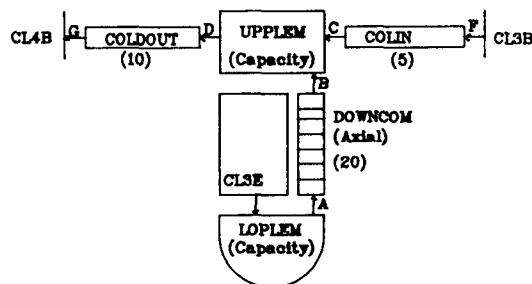 CL4B G COLDOUT D UPPLEM C COLIN F CL3B
(10) (Capacity) (5)
B
DOWNCOM
(Axial)
(20)
CL3E
A
LOPLEM
(Capacity)